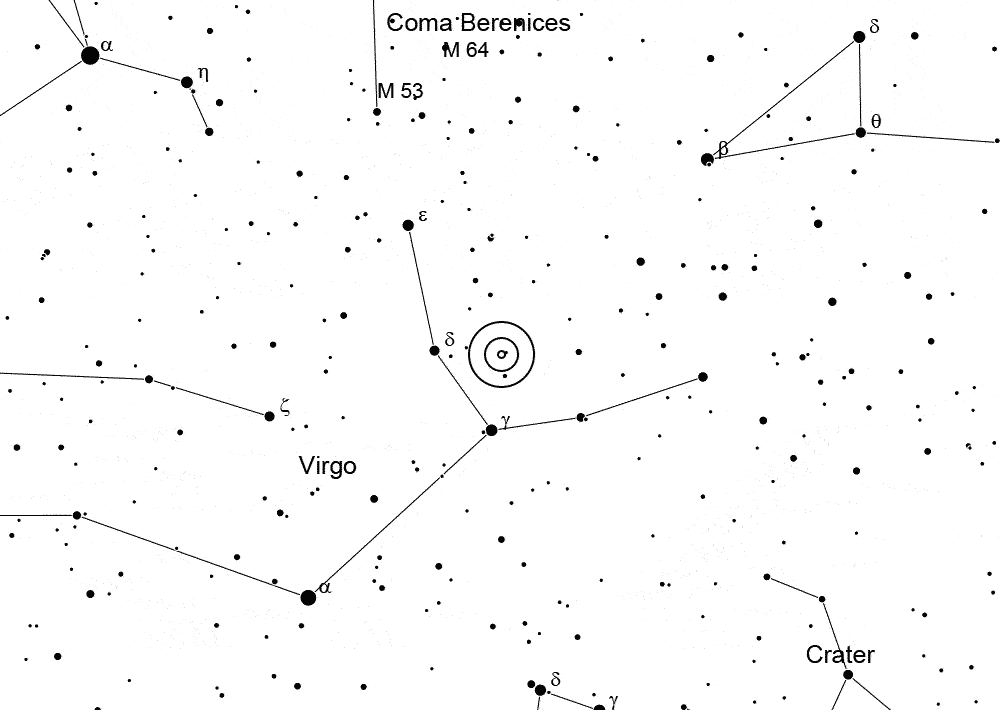 Coma Berenices
δ
α
M 64
η
M 53
θ
β
ε
δ
ζ
γ
Virgo
α
Crater
δ
γ